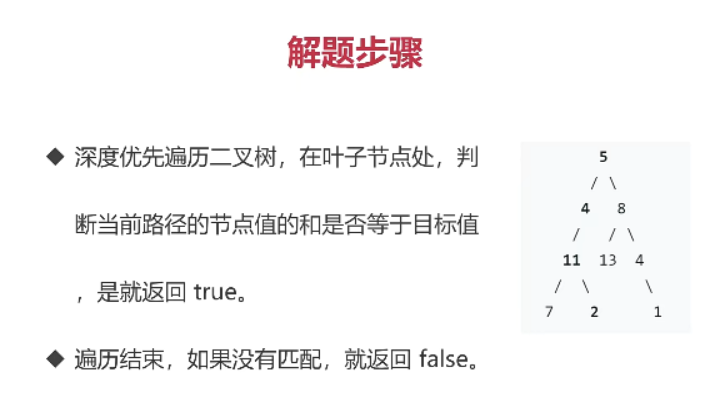 解题步骤
◆ 深度优先遍历二叉树，在叶子节点处，判
断当前路径的节点值的和是否等于目标值
，是就返回 true。
◆ 遍历结束，如果没有匹配，就返回 false。
5
/ \
4 8
/ / \
11 13 4
/ \ \
7 2 1